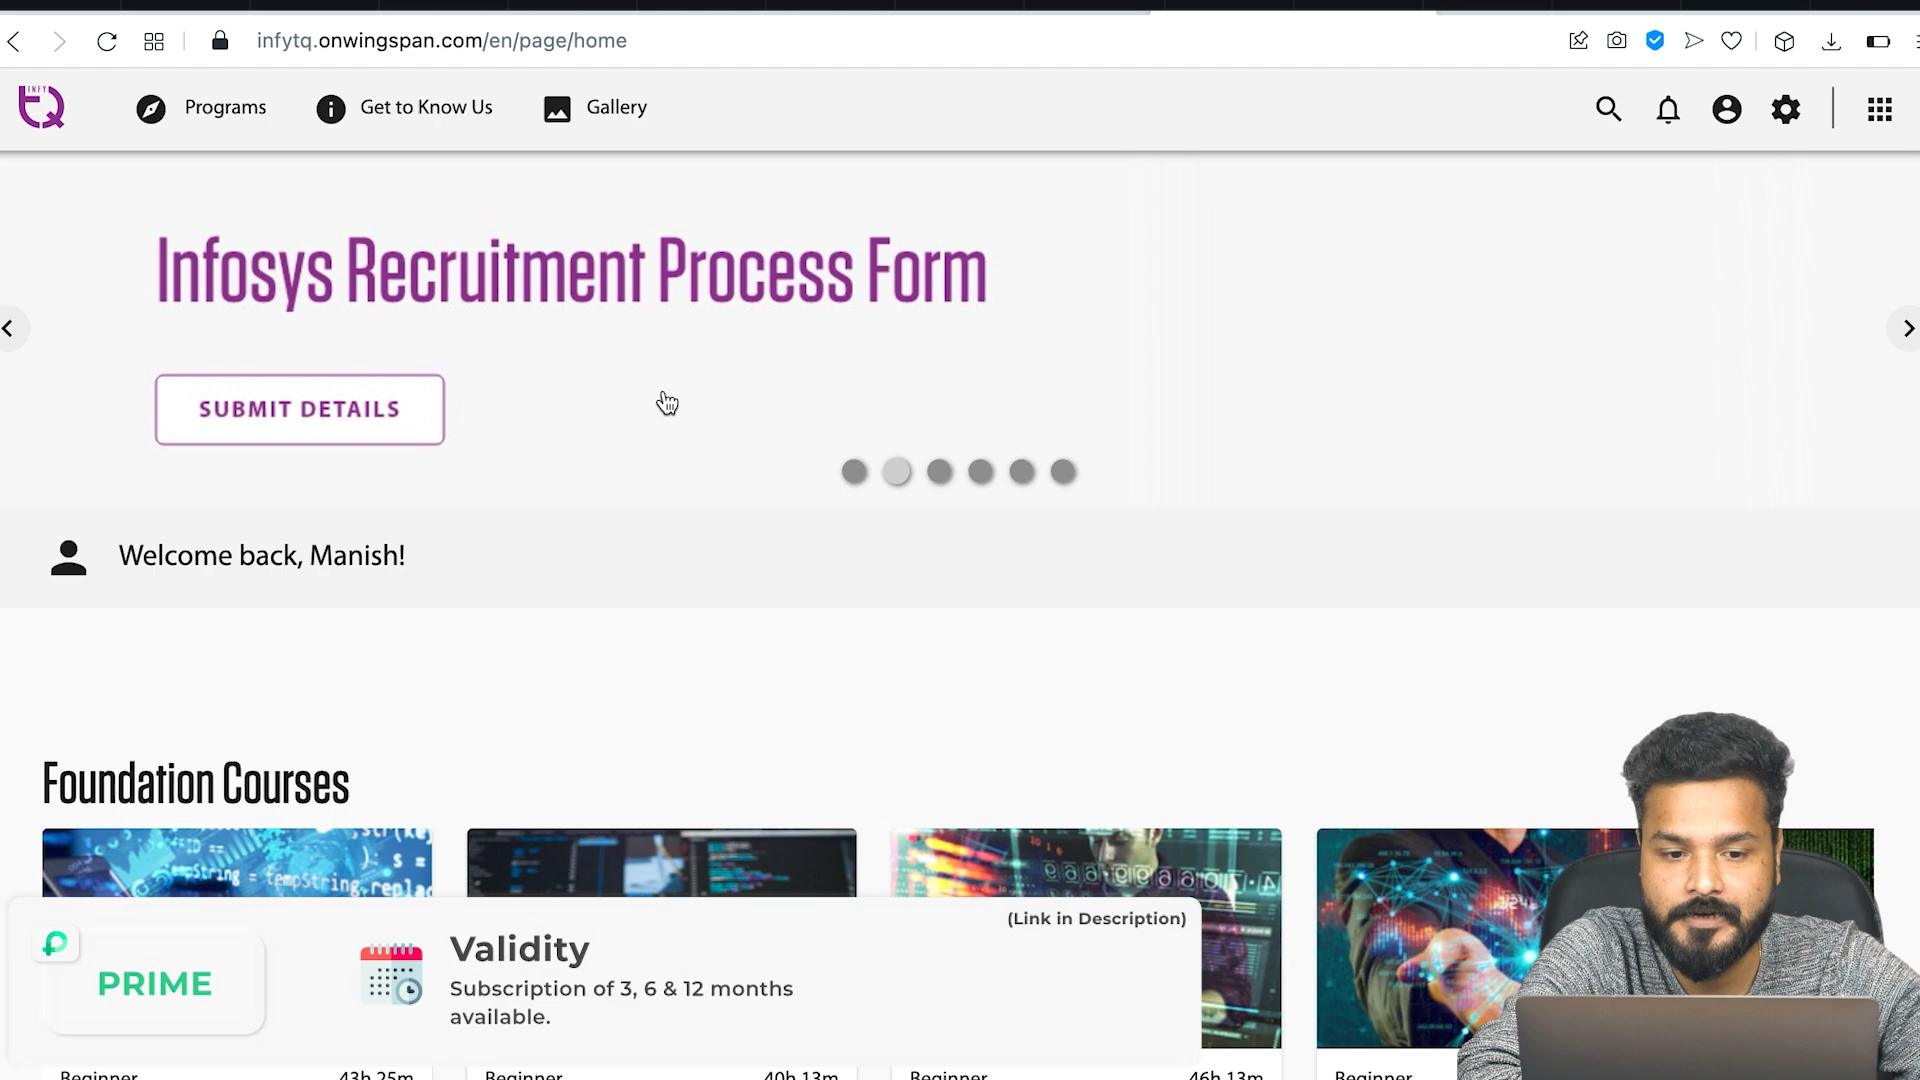 infytq.onwingspan.com/en/page/home
INFY
TQ
Programs
Get to Know Us
Gallery
Infosys Recruitment Process Form
SUBMIT DETAILS
Welcome back, Manish!
Foundation Courses
(Link in Description)
PRIME
Validity
Subscription of 3, 6 & 12 months
available.
Beginner 43h 25m
Beginner 40h 13m
Beginner 46h 13m
Beginner